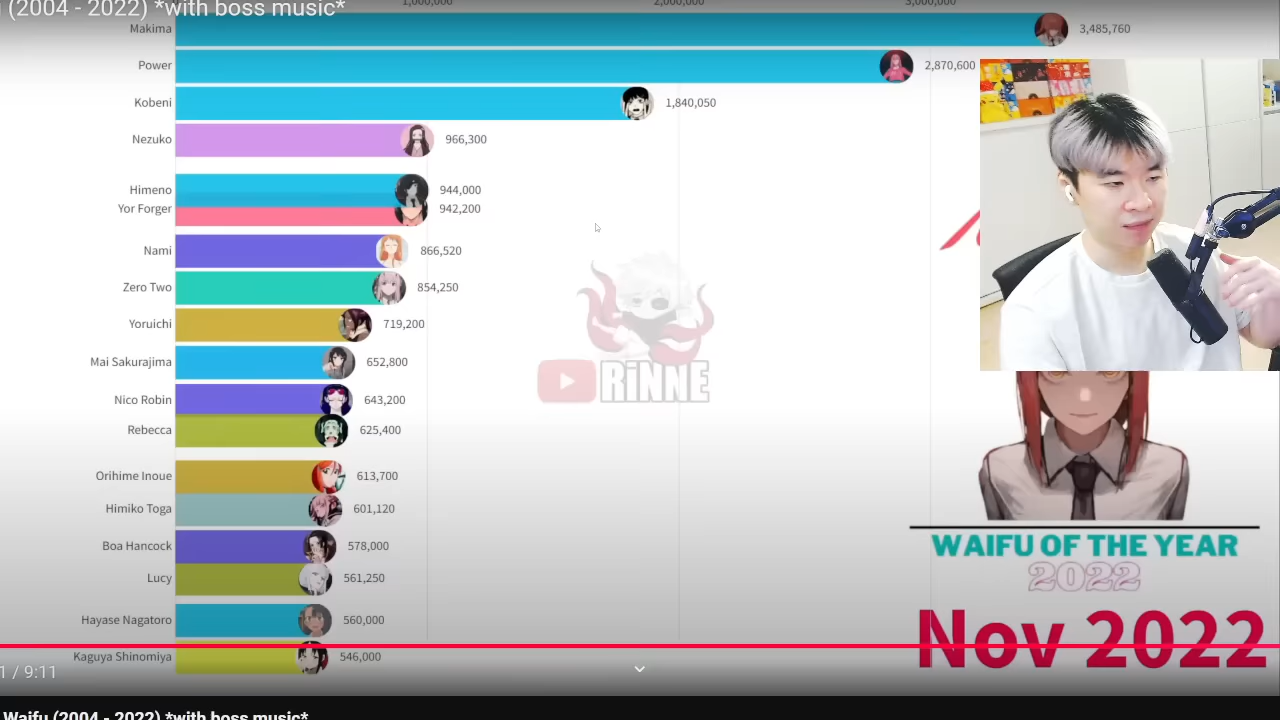 (2004 - 2022) *with boss music*
1,000,000 2,000,000 3,000,000
Makima 3,485,760
Power 2,870,600
Kobeni 1,840,050
Nezuko 966,300
Himeno 944,000
Yor Forger 942,200
Nami 866,520
Zero Two 854,250
Yoruichi 719,200
Mai Sakurajima 652,800
Nico Robin 643,200
Rebecca 625,400
Orihime Inoue 613,700
Himiko Toga 601,120
Boa Hancock 578,000
Lucy 561,250
Hayase Nagatoro 560,000
Kaguya Shinomiya 546,000
RiNNE
WAIFU OF THE YEAR
2022
Nov 2022
1 / 9:11
Waifu (2004 - 2022) *with boss music*